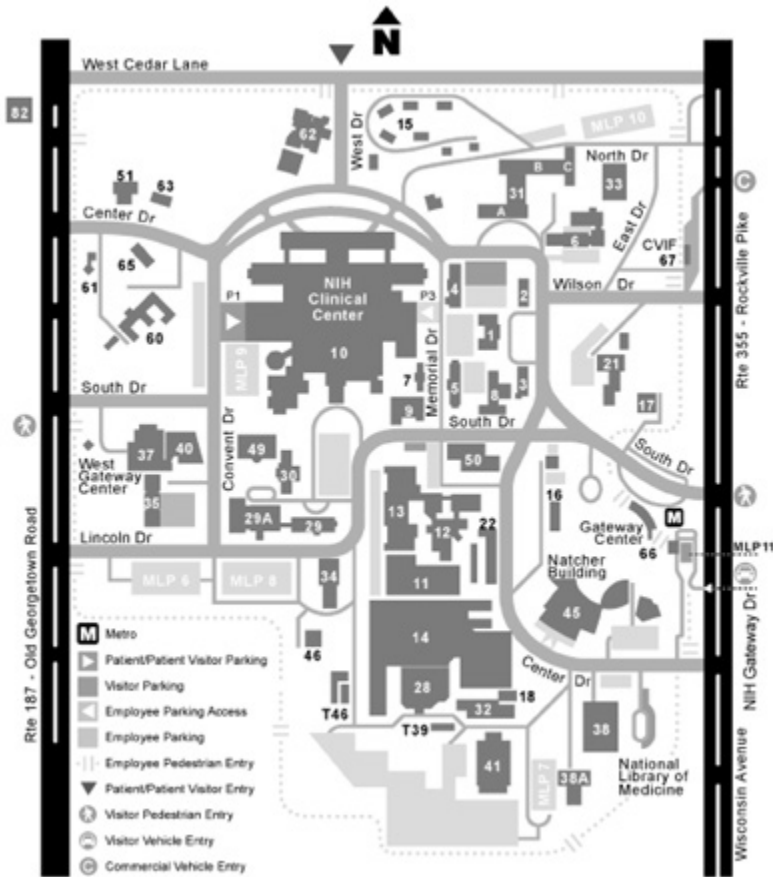 N
West Cedar Lane
82
62
West Dr
15
MLP 10
B
C
North Dr
31
33
A
51
63
Center Dr
C
6
East Dr
CVIF
67
65
61
60
P1
NIH
Clinical
Center
P3
4
2
Wilson Dr
Rte 355 - Rockville Pike
1
10
MLP 9
7
Memorial Dr
5
8
3
21
9
17
South Dr
South Dr
South Dr
37
40
West
Gateway
Center
Convent Dr
49
30
50
35
16
M
29A
29
13
12
22
Gateway
Center
66
MLP 11
Lincoln Dr
Natcher
Building
MLP 6
MLP 8
34
11
45
14
46
Center Dr
NIH Gateway Dr
28
18
T46
32
38
T39
41
MLP 7
38A
National
Library of
Medicine
Rte 187 - Old Georgetown Road
Wisconsin Avenue
M Metro
Patient/Patient Visitor Parking
Visitor Parking
Employee Parking Access
Employee Parking
Employee Pedestrian Entry
Patient/Patient Visitor Entry
Visitor Pedestrian Entry
Visitor Vehicle Entry
C Commercial Vehicle Entry